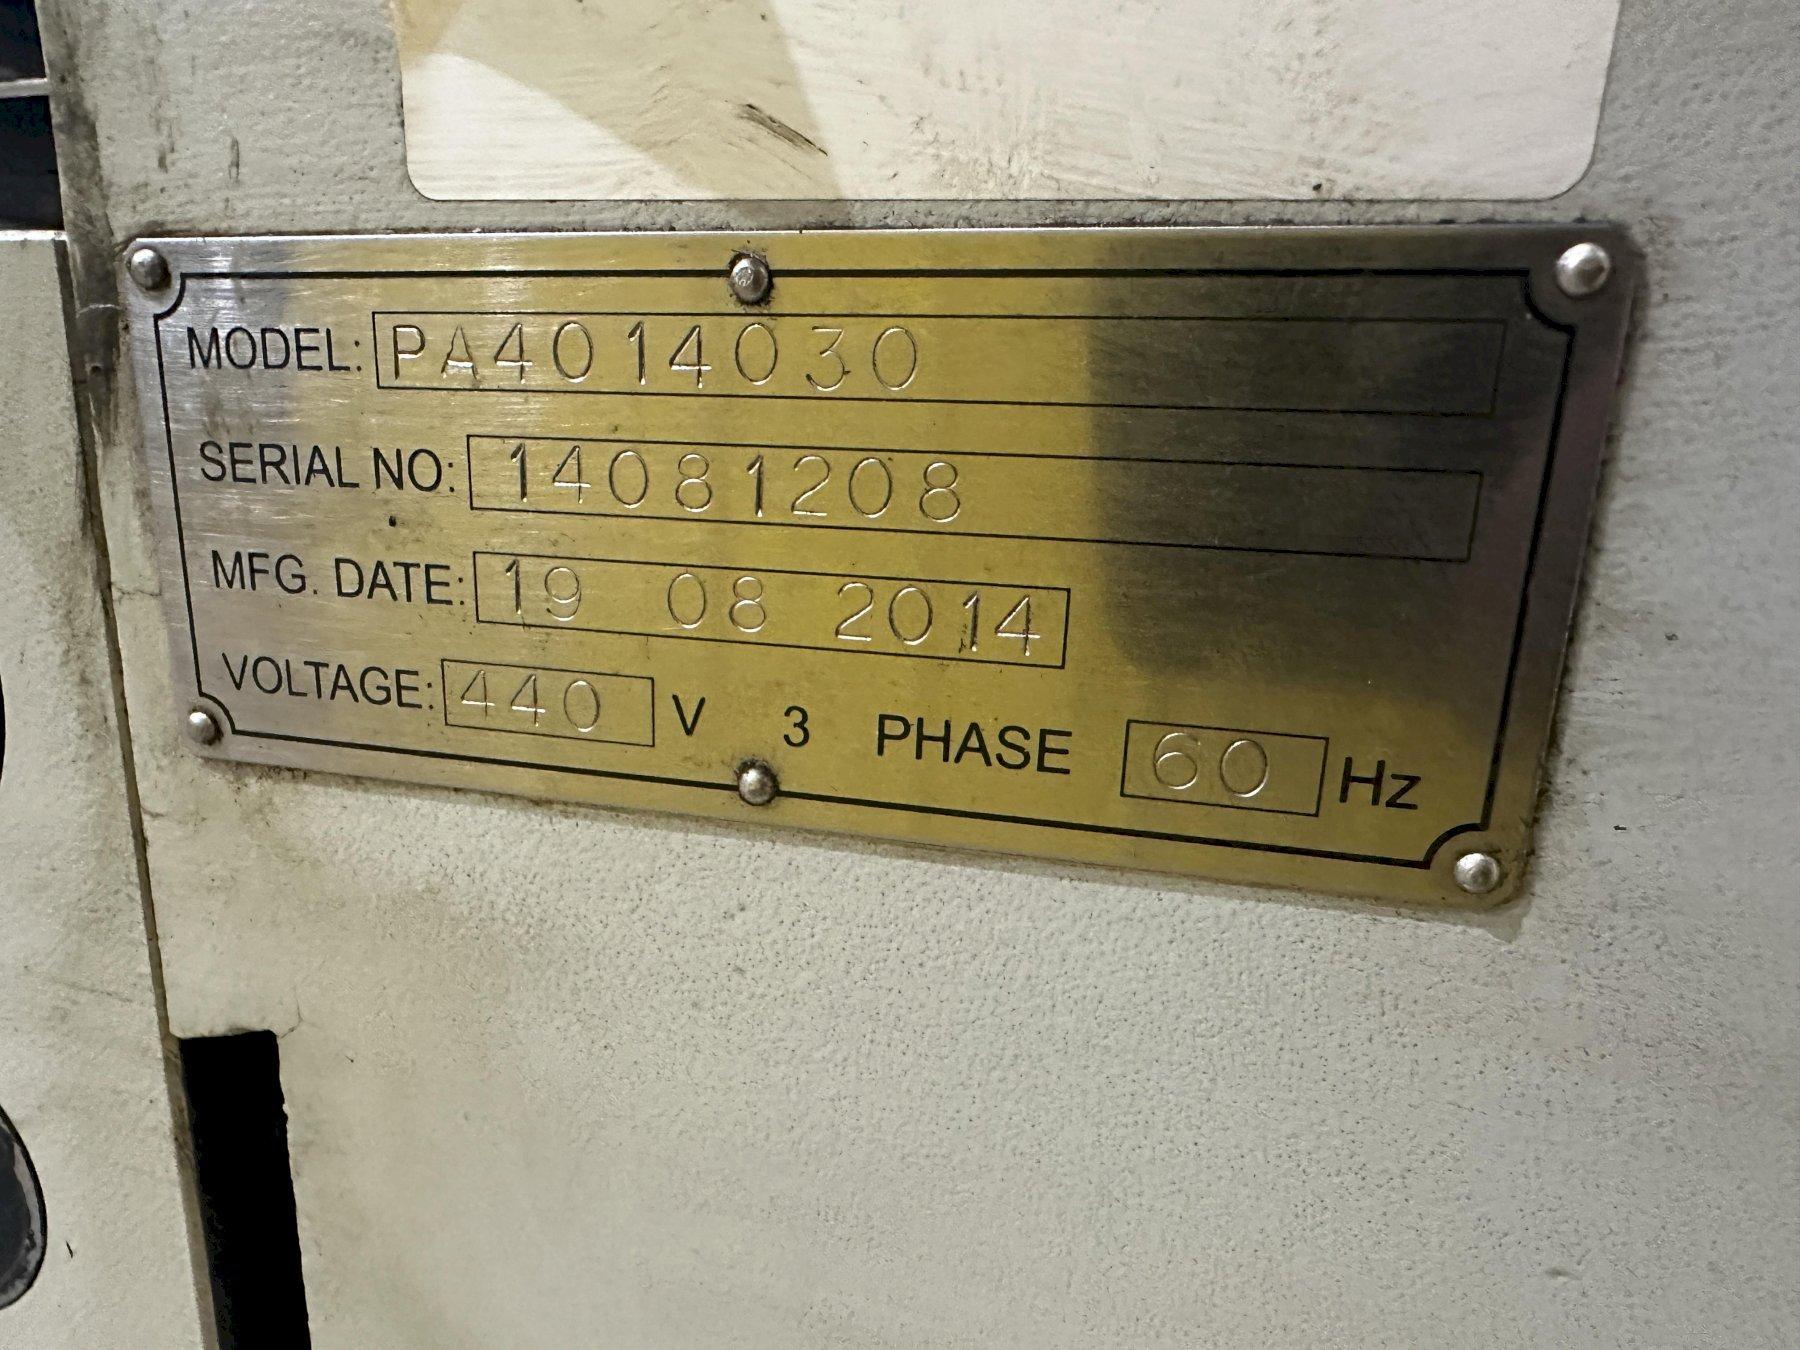 MODEL: PA4014030
SERIAL NO: 14081208
MFG. DATE: 19 08 2014
VOLTAGE: 440 V 3 PHASE 60 Hz